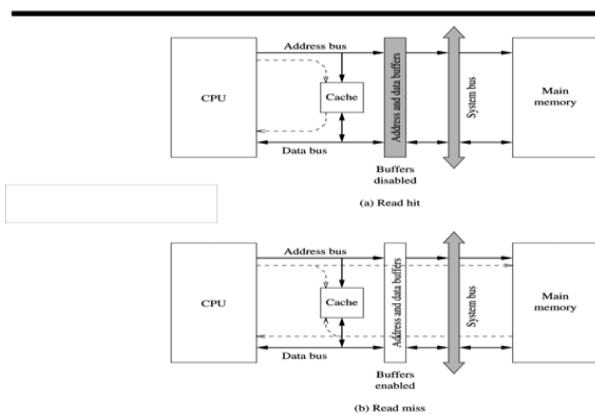 Address bus
CPU
Cache
Address and data buffers
System bus
Main
memory
Data bus
Buffers
disabled
(a) Read hit
Address bus
CPU
Cache
Address and data buffers
System bus
Main
memory
Data bus
Buffers
enabled
(b) Read miss